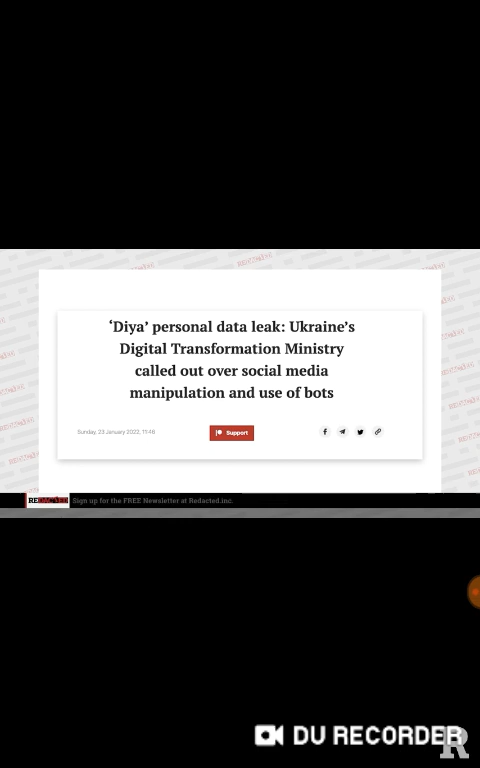 ‘Diya’ personal data leak: Ukraine’s
Digital Transformation Ministry
called out over social media
manipulation and use of bots
Sunday, 23 January 2022, 11:46
Support
REDACTED Sign up for the FREE Newsletter at Redacted.inc.
DU RECORDER
R